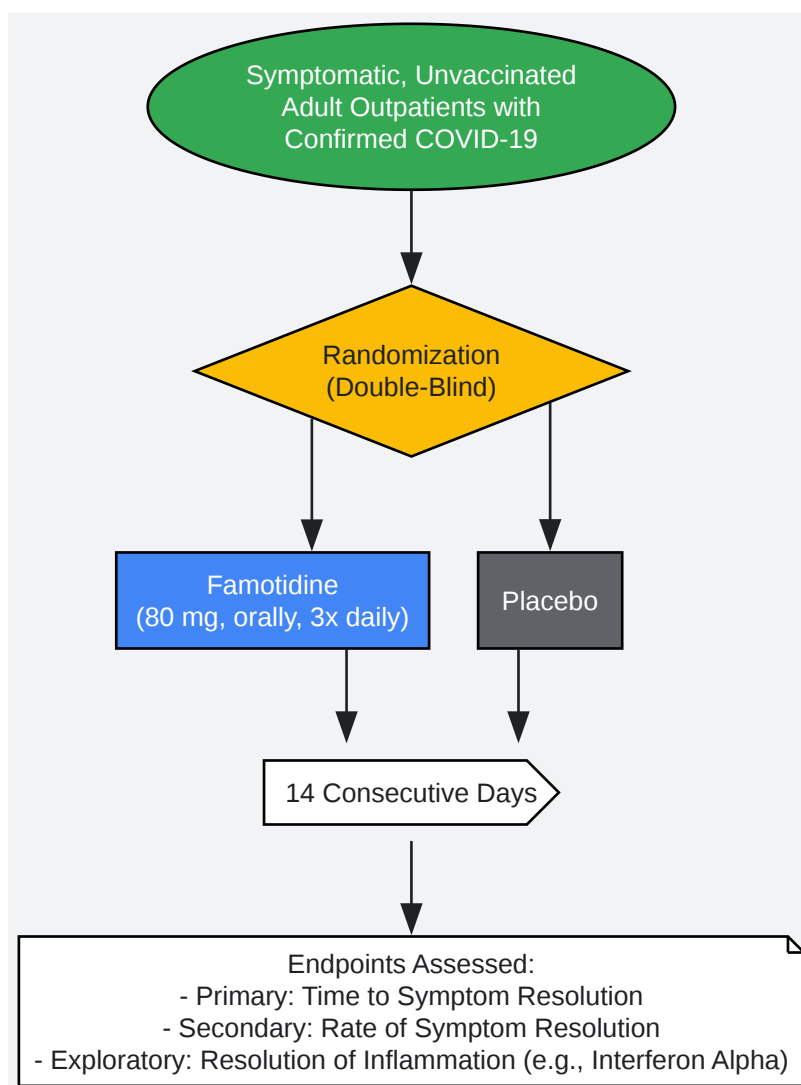 Symptomatic, Unvaccinated
Adult Outpatients with
Confirmed COVID-19
Randomization
(Double-Blind)
Famotidine
(80 mg, orally, 3x daily)
Placebo
14 Consecutive Days
Endpoints Assessed:
- Primary: Time to Symptom Resolution
- Secondary: Rate of Symptom Resolution
- Exploratory: Resolution of Inflammation (e.g., Interferon Alpha)